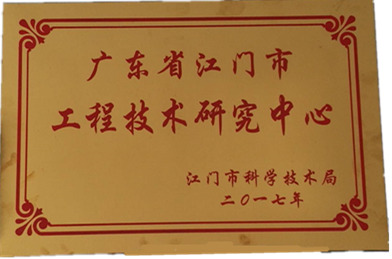 广东省江门市
工程技术研究中心
江门市科学技术局
二〇一七年